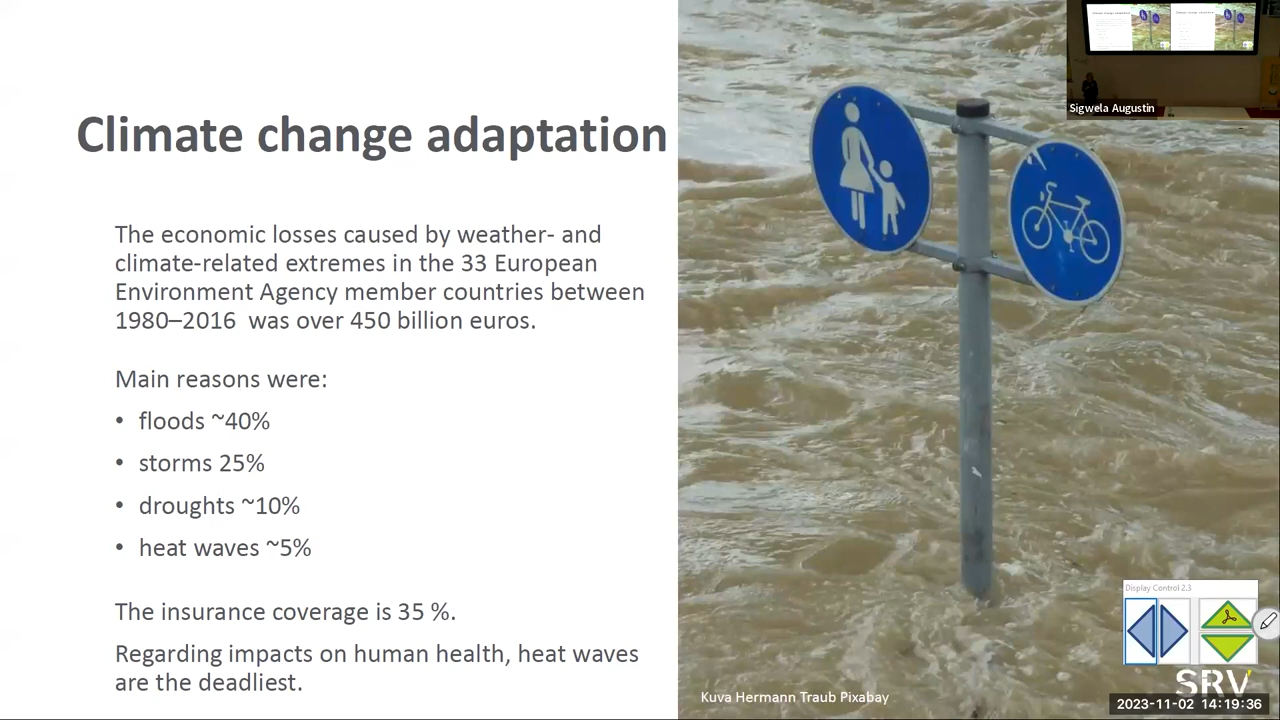 Climate change adaptation
The economic losses caused by weather- and
climate-related extremes in the 33 European
Environment Agency member countries between
1980–2016 was over 450 billion euros.
Main reasons were:
• floods ~40%
• storms 25%
• droughts ~10%
• heat waves ~5%
The insurance coverage is 35 %.
Regarding impacts on human health, heat waves
are the deadliest.
Sigwela Augustin
Display Control 2.3
Kuva Hermann Traub Pixabay
SRV
2023-11-02 14:19:36